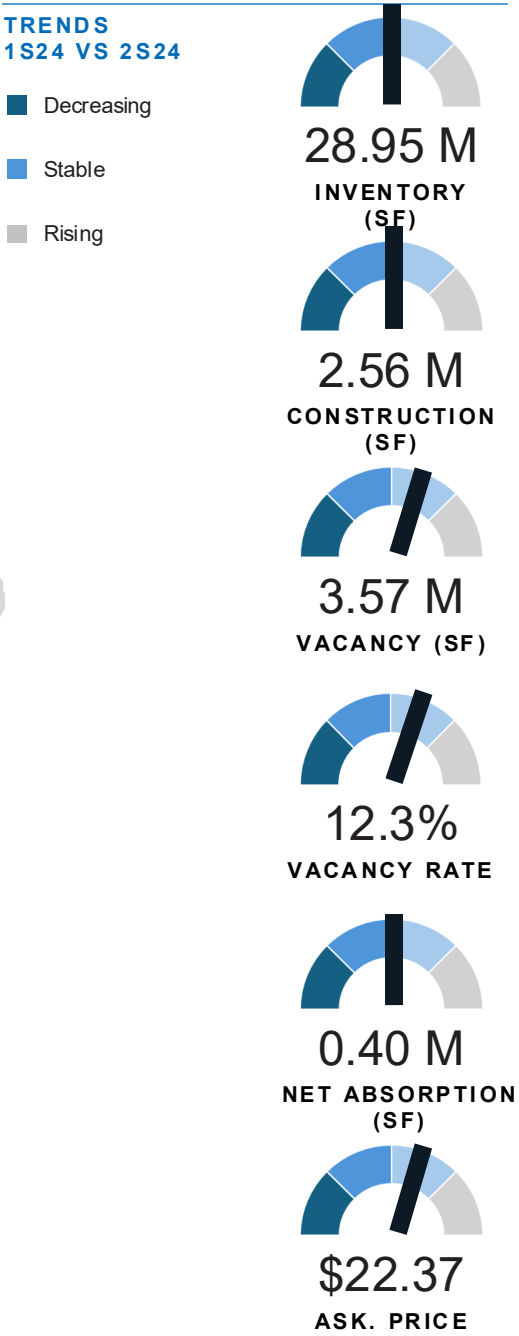 TRENDS
1S24 VS 2S24
Decreasing
Stable
Rising
28.95 M
INVENTORY
(SF)
2.56 M
CONSTRUCTION
(SF)
3.57 M
VACANCY (SF)
12.3%
VACANCY RATE
0.40 M
NET ABSORPTION
(SF)
$22.37
ASK. PRICE